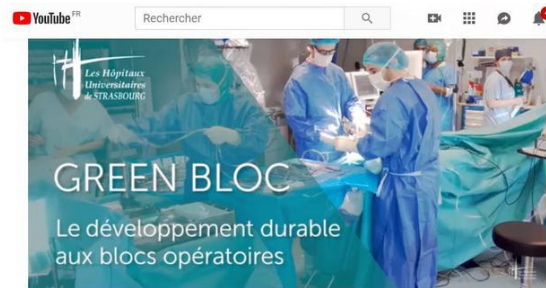 YouTube FR
Rechercher
Les Hôpitaux
Universitaires
de STRASBOURG
GREEN BLOC
Le développement durable
aux blocs opératoires